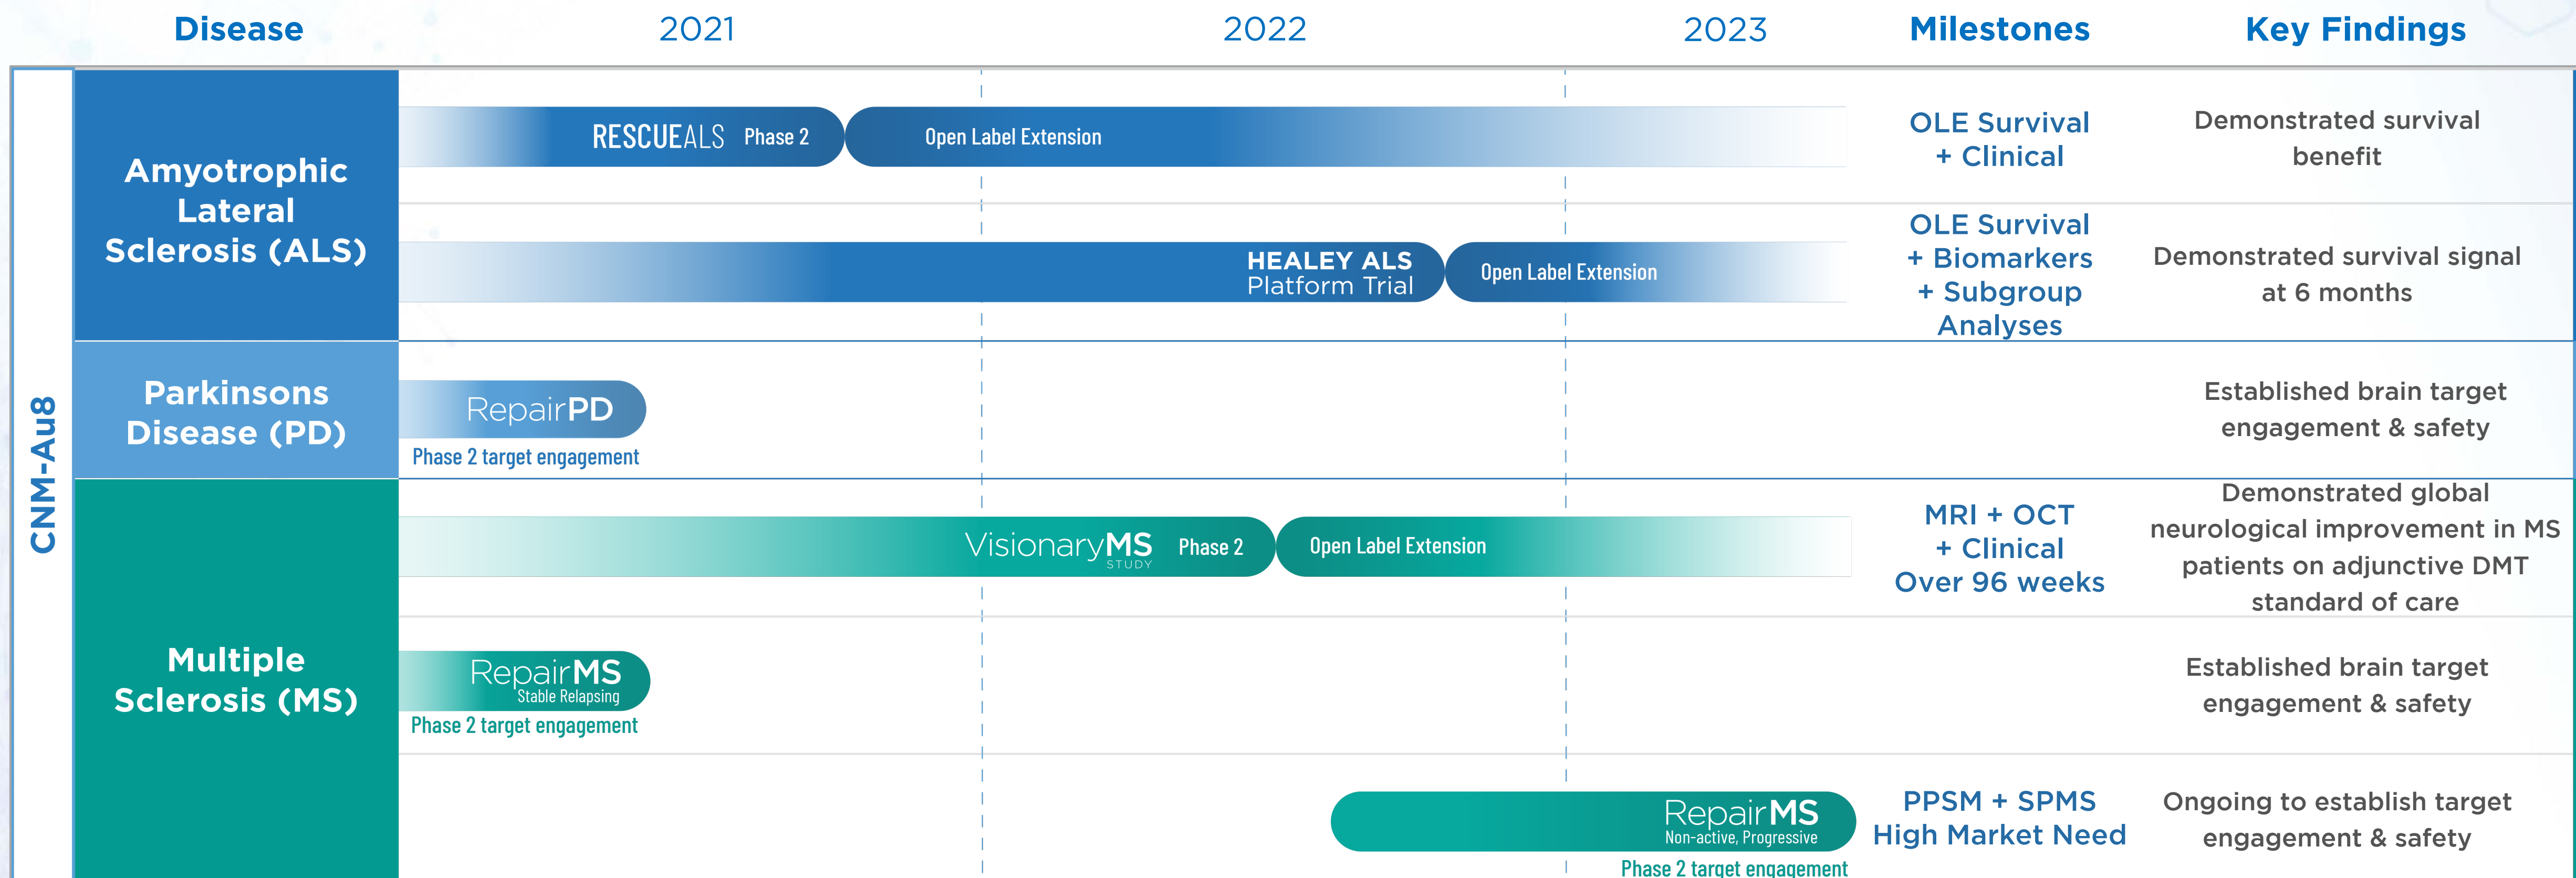 Disease 2021 2022 2023 Milestones Key Findings
CNM-Au8
Amyotrophic
Lateral
Sclerosis (ALS)
RESCUEALS Phase 2
Open Label Extension
OLE Survival
+ Clinical
Demonstrated survival
benefit
HEALEY ALS
Platform Trial
Open Label Extension
OLE Survival
+ Biomarkers
+ Subgroup
Analyses
Demonstrated survival signal
at 6 months
Parkinsons
Disease (PD)
RepairPD
Phase 2 target engagement
Established brain target
engagement & safety
Multiple
Sclerosis (MS)
VisionaryMS Phase 2
STUDY
Open Label Extension
MRI + OCT
+ Clinical
Over 96 weeks
Demonstrated global
neurological improvement in MS
patients on adjunctive DMT
standard of care
RepairMS
Stable Relapsing
Phase 2 target engagement
Established brain target
engagement & safety
RepairMS
Non-active, Progressive
Phase 2 target engagement
PPSM + SPMS
High Market Need
Ongoing to establish target
engagement & safety